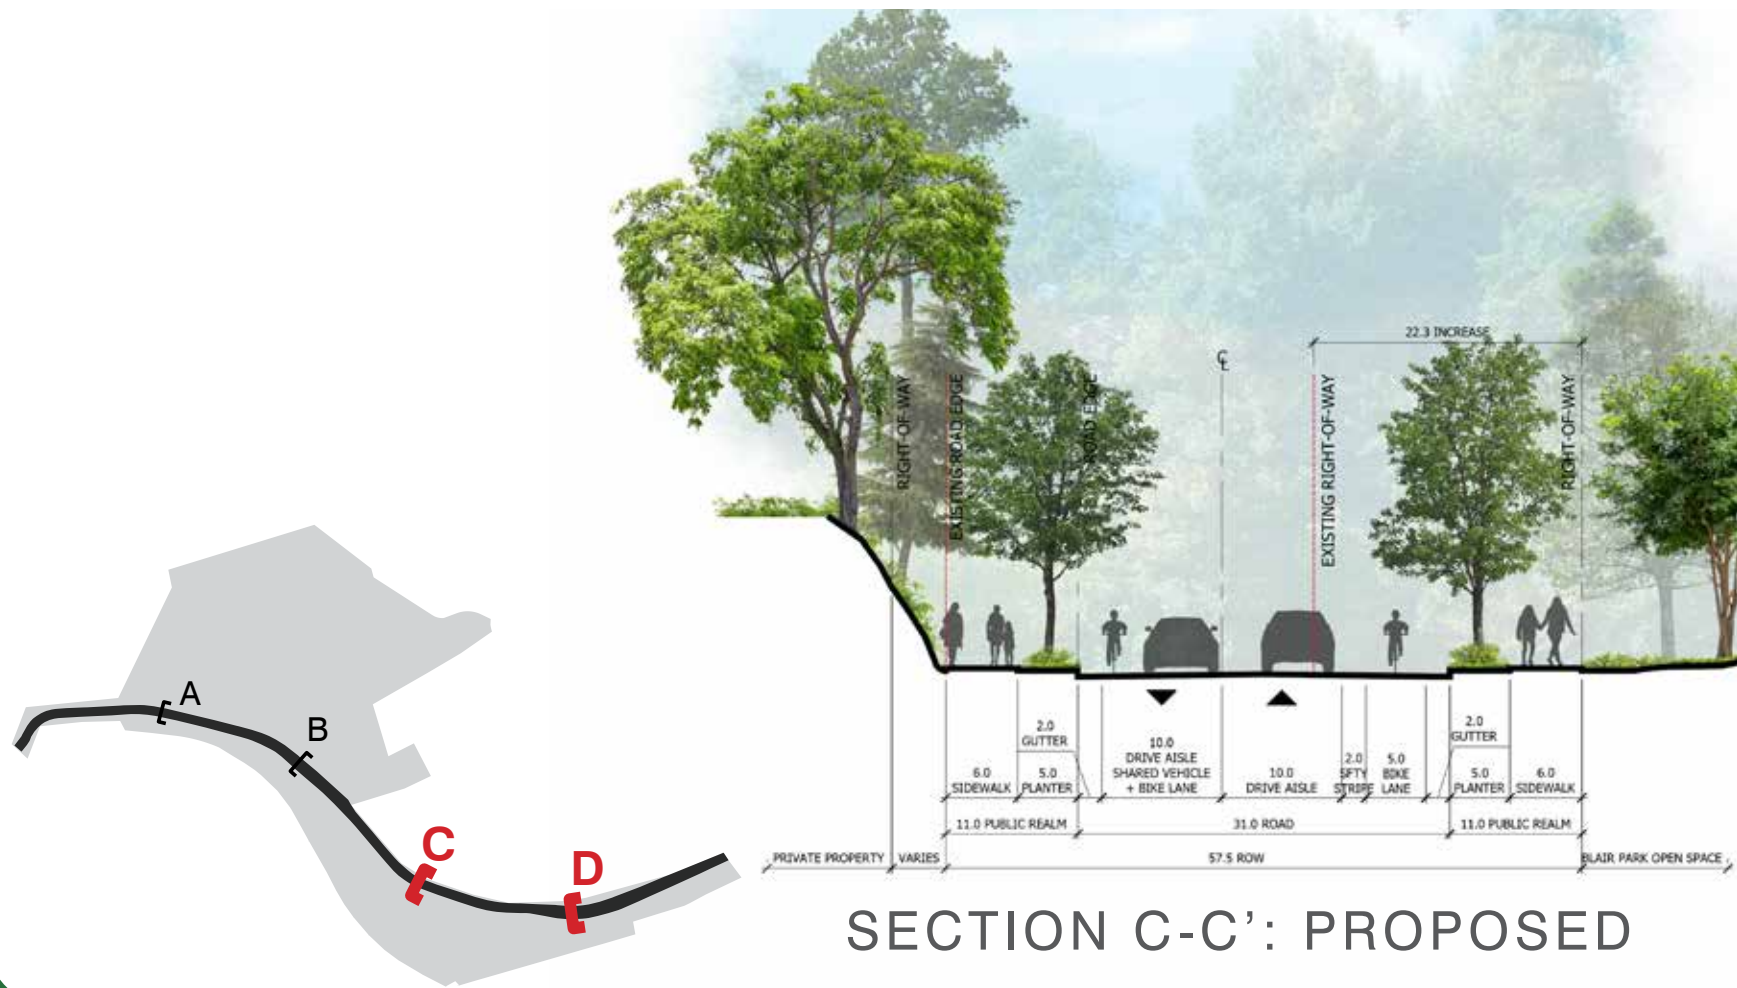 22.3 INCREASE
℄
RIGHT-OF-WAY
EXISTING ROAD EDGE
ROAD EDGE
EXISTING RIGHT-OF-WAY
RIGHT-OF-WAY
A
B
C
D
2.0
GUTTER
6.0
SIDEWALK
5.0
PLANTER
10.0
DRIVE AISLE
SHARED VEHICLE
+ BIKE LANE
10.0
DRIVE AISLE
2.0
SFTY
STRIPE
5.0
BIKE
LANE
2.0
GUTTER
5.0
PLANTER
6.0
SIDEWALK
11.0 PUBLIC REALM
31.0 ROAD
11.0 PUBLIC REALM
PRIVATE PROPERTY
VARIES
57.5 ROW
BLAIR PARK OPEN SPACE
SECTION C-C’: PROPOSED